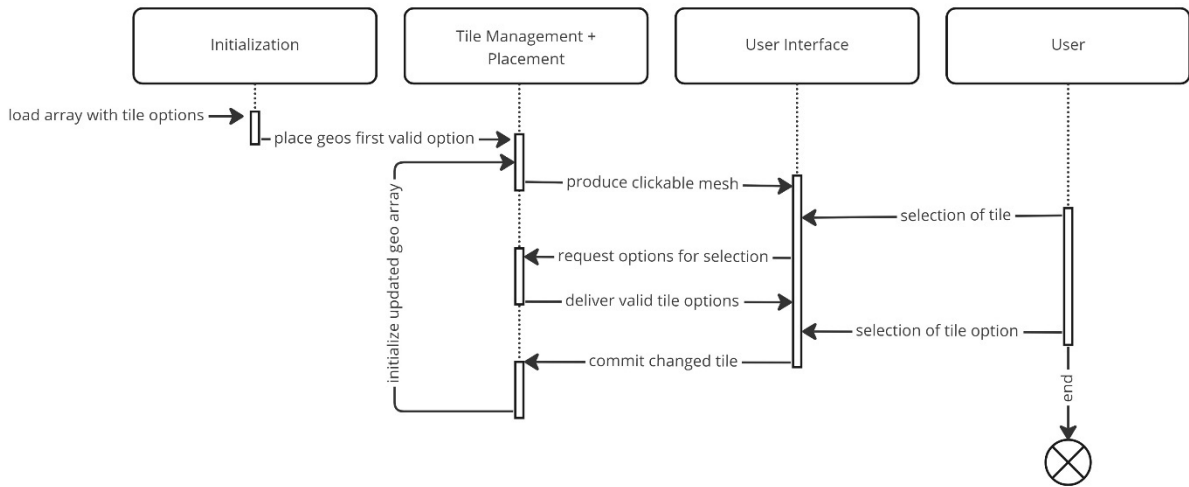 Initialization
Tile Management +
Placement
User Interface
User
load array with tile options
place geos first valid option
initialize updated geo array
produce clickable mesh
selection of tile
request options for selection
deliver valid tile options
selection of tile option
commit changed tile
end